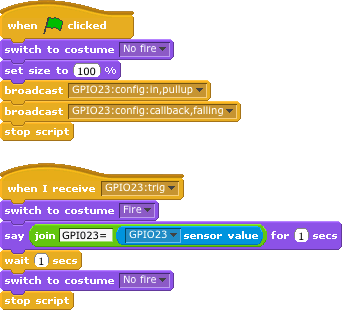 when clicked
switch to costume No fire
set size to 100 %
broadcast GPIO23:config:in,pullup
broadcast GPIO23:config:callback,falling
stop script
when I receive GPIO23:trig
switch to costume Fire
say join GPIO23= GPIO23 sensor value for 1 secs
wait 1 secs
switch to costume No fire
stop script